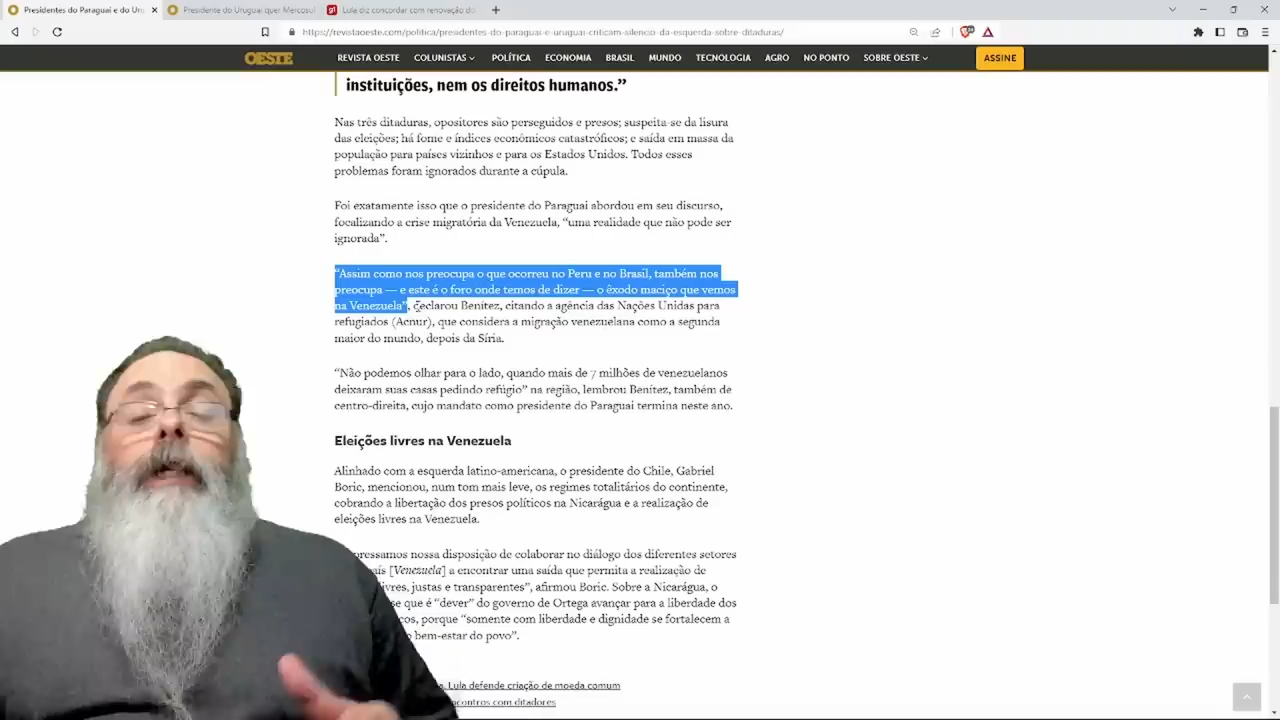 Presidentes do Paraguai e do Uru
Presidente do Uruguai quer Mercosul
g1
Lula diz concordar com renovação do
https://revistaoeste.com/politica/presidentes-do-paraguai-e-uruguai-criticam-silencio-da-esquerda-sobre-ditaduras/
OESTE
REVISTA OESTE COLUNISTAS POLÍTICA ECONOMIA BRASIL MUNDO TECNOLOGIA AGRO NO PONTO SOBRE OESTE ASSINE
instituições, nem os direitos humanos.”
Nas três ditaduras, opositores são perseguidos e presos; suspeita-se da lisura
das eleições; há fome e índices econômicos catastróficos; e saída em massa da
população para países vizinhos e para os Estados Unidos. Todos esses
problemas foram ignorados durante a cúpula.
Foi exatamente isso que o presidente do Paraguai abordou em seu discurso,
focalizando a crise migratória da Venezuela, “uma realidade que não pode ser
ignorada”.
“Assim como nos preocupa o que ocorreu no Peru e no Brasil, também nos
preocupa — e este é o foro onde temos de dizer — o êxodo maciço que vemos
na Venezuela”, declarou Benítez, citando a agência das Nações Unidas para
refugiados (Acnur), que considera a migração venezuelana como a segunda
maior do mundo, depois da Síria.
“Não podemos olhar para o lado, quando mais de 7 milhões de venezuelanos
deixaram suas casas pedindo refúgio” na região, lembrou Benítez, também de
centro-direita, cujo mandato como presidente do Paraguai termina neste ano.
Eleições livres na Venezuela
Alinhado com a esquerda latino-americana, o presidente do Chile, Gabriel
Boric, mencionou, num tom mais leve, os regimes totalitários do continente,
cobrando a libertação dos presos políticos na Nicarágua e a realização de
eleições livres na Venezuela.
pressamos nossa disposição de colaborar no diálogo dos diferentes setores
[Venezuela] a encontrar uma saída que permita a realização de
livres, justas e transparentes”, afirmou Boric. Sobre a Nicarágua, o
se que é “dever” do governo de Ortega avançar para a liberdade dos
cos, porque “somente com liberdade e dignidade se fortalecem a
bem-estar do povo”.
Lula defende criação de moeda comum
ncontros com ditadores